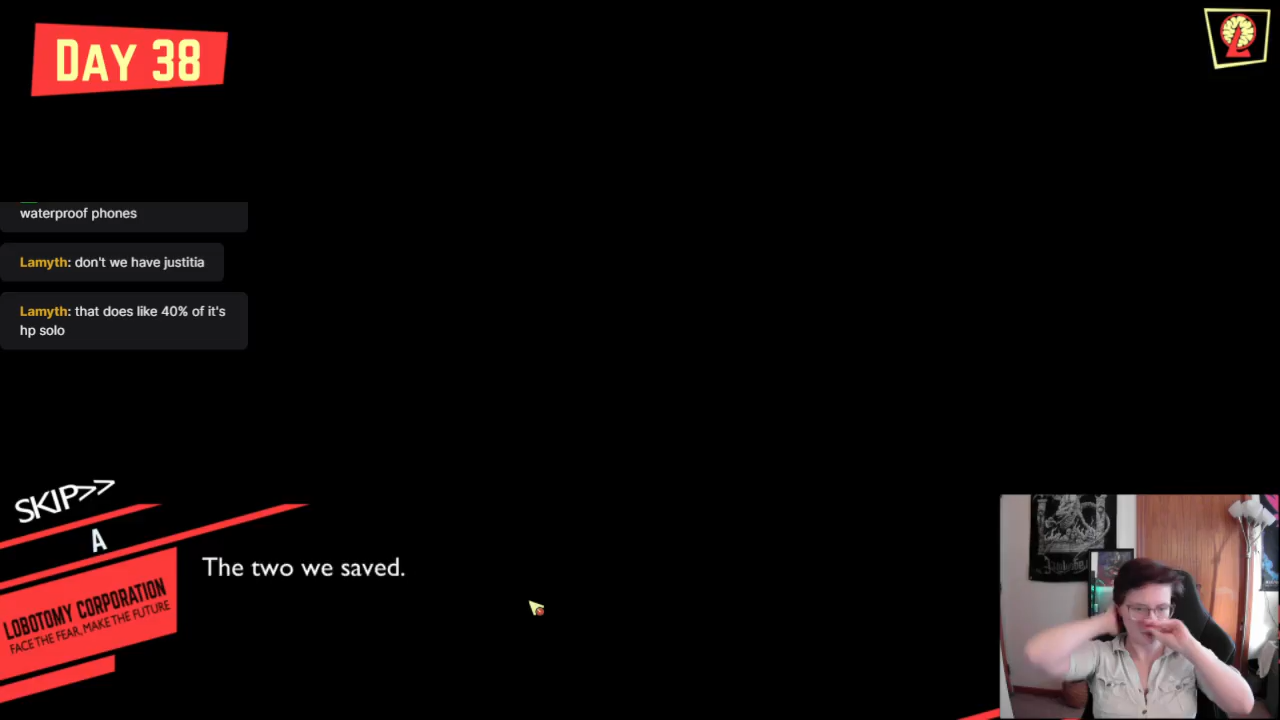 DAY 38
waterproof phones
Lamyth: don't we have justitia
Lamyth: that does like 40% of it's
hp solo
SKIP>>
A
The two we saved.
LOBOTOMY CORPORATION
FACE THE FEAR, MAKE THE FUTURE